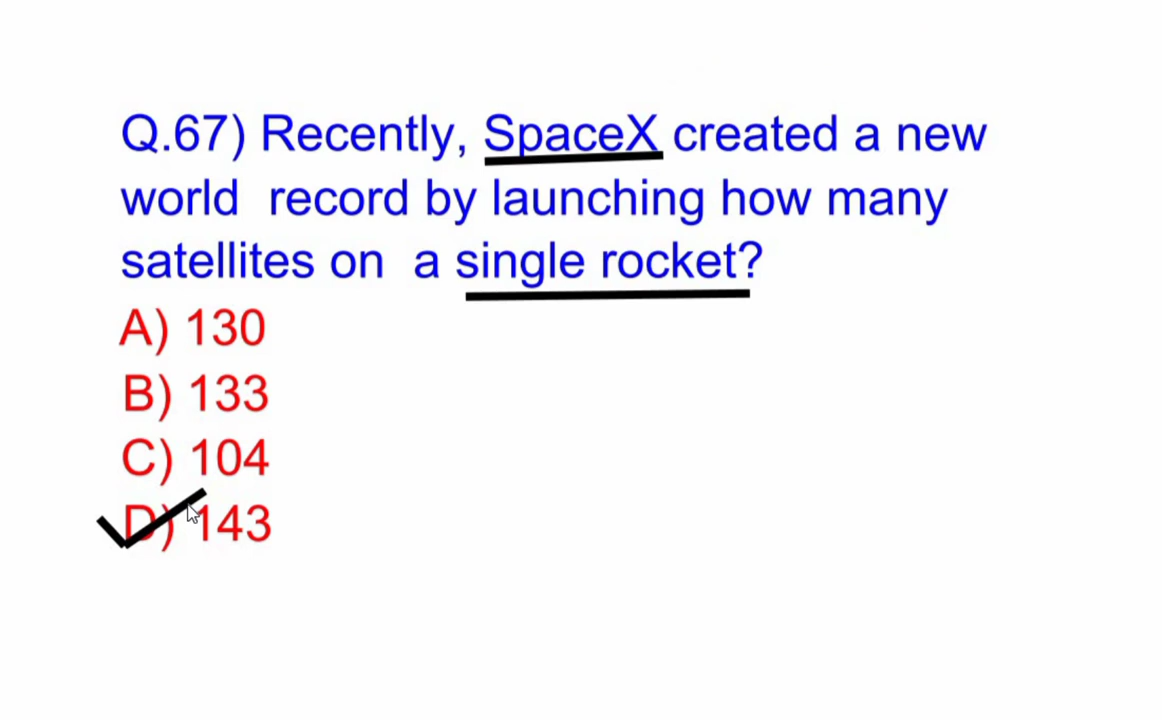 Q.67) Recently, SpaceX created a new
world record by launching how many
satellites on a single rocket?
A) 130
B) 133
C) 104
D) 143